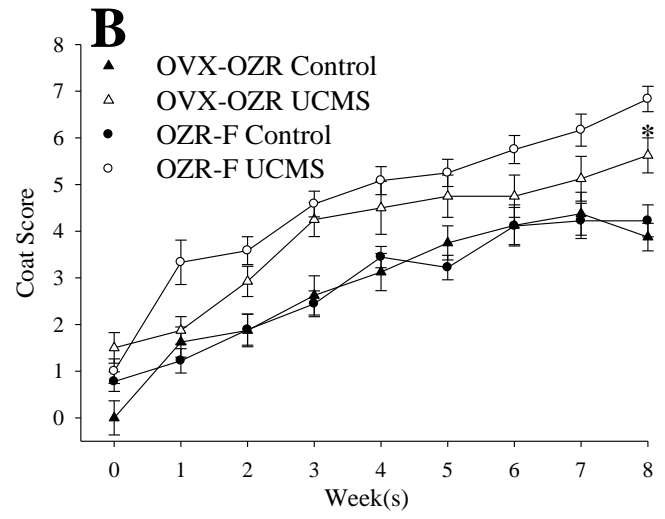 B
OVX-OZR Control
OVX-OZR UCMS
OZR-F Control
OZR-F UCMS
*
Coat Score
8
7
6
5
4
3
2
1
0
0 1 2 3 4 5 6 7 8
Week(s)